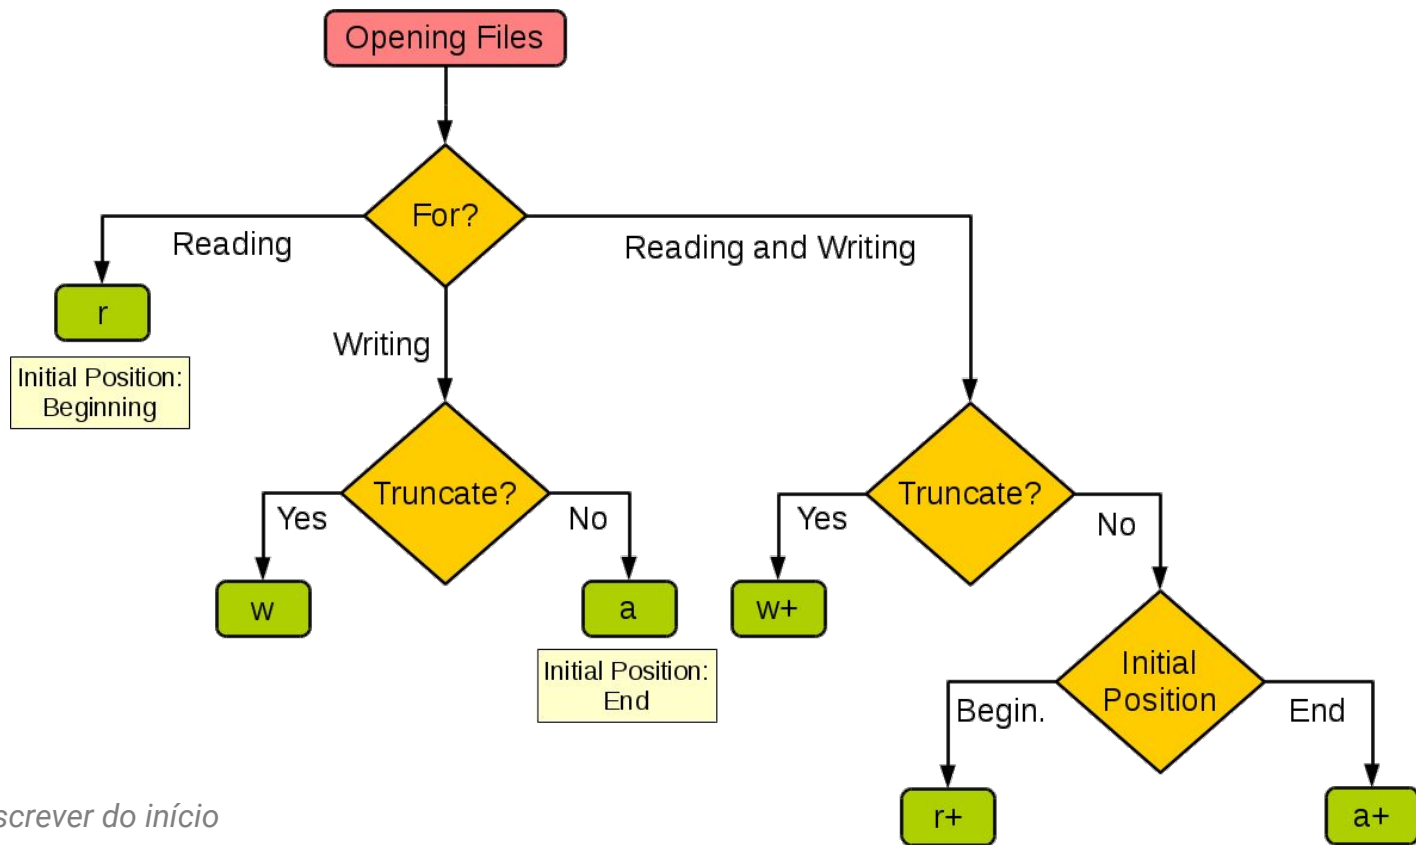 Opening Files
For?
Reading
Reading and Writing
r
Writing
Initial Position:
Beginning
Truncate?
Truncate?
Yes
No
Yes
No
w
a
w+
Initial Position:
End
Initial
Position
Begin.
End
screver do início
r+
a+